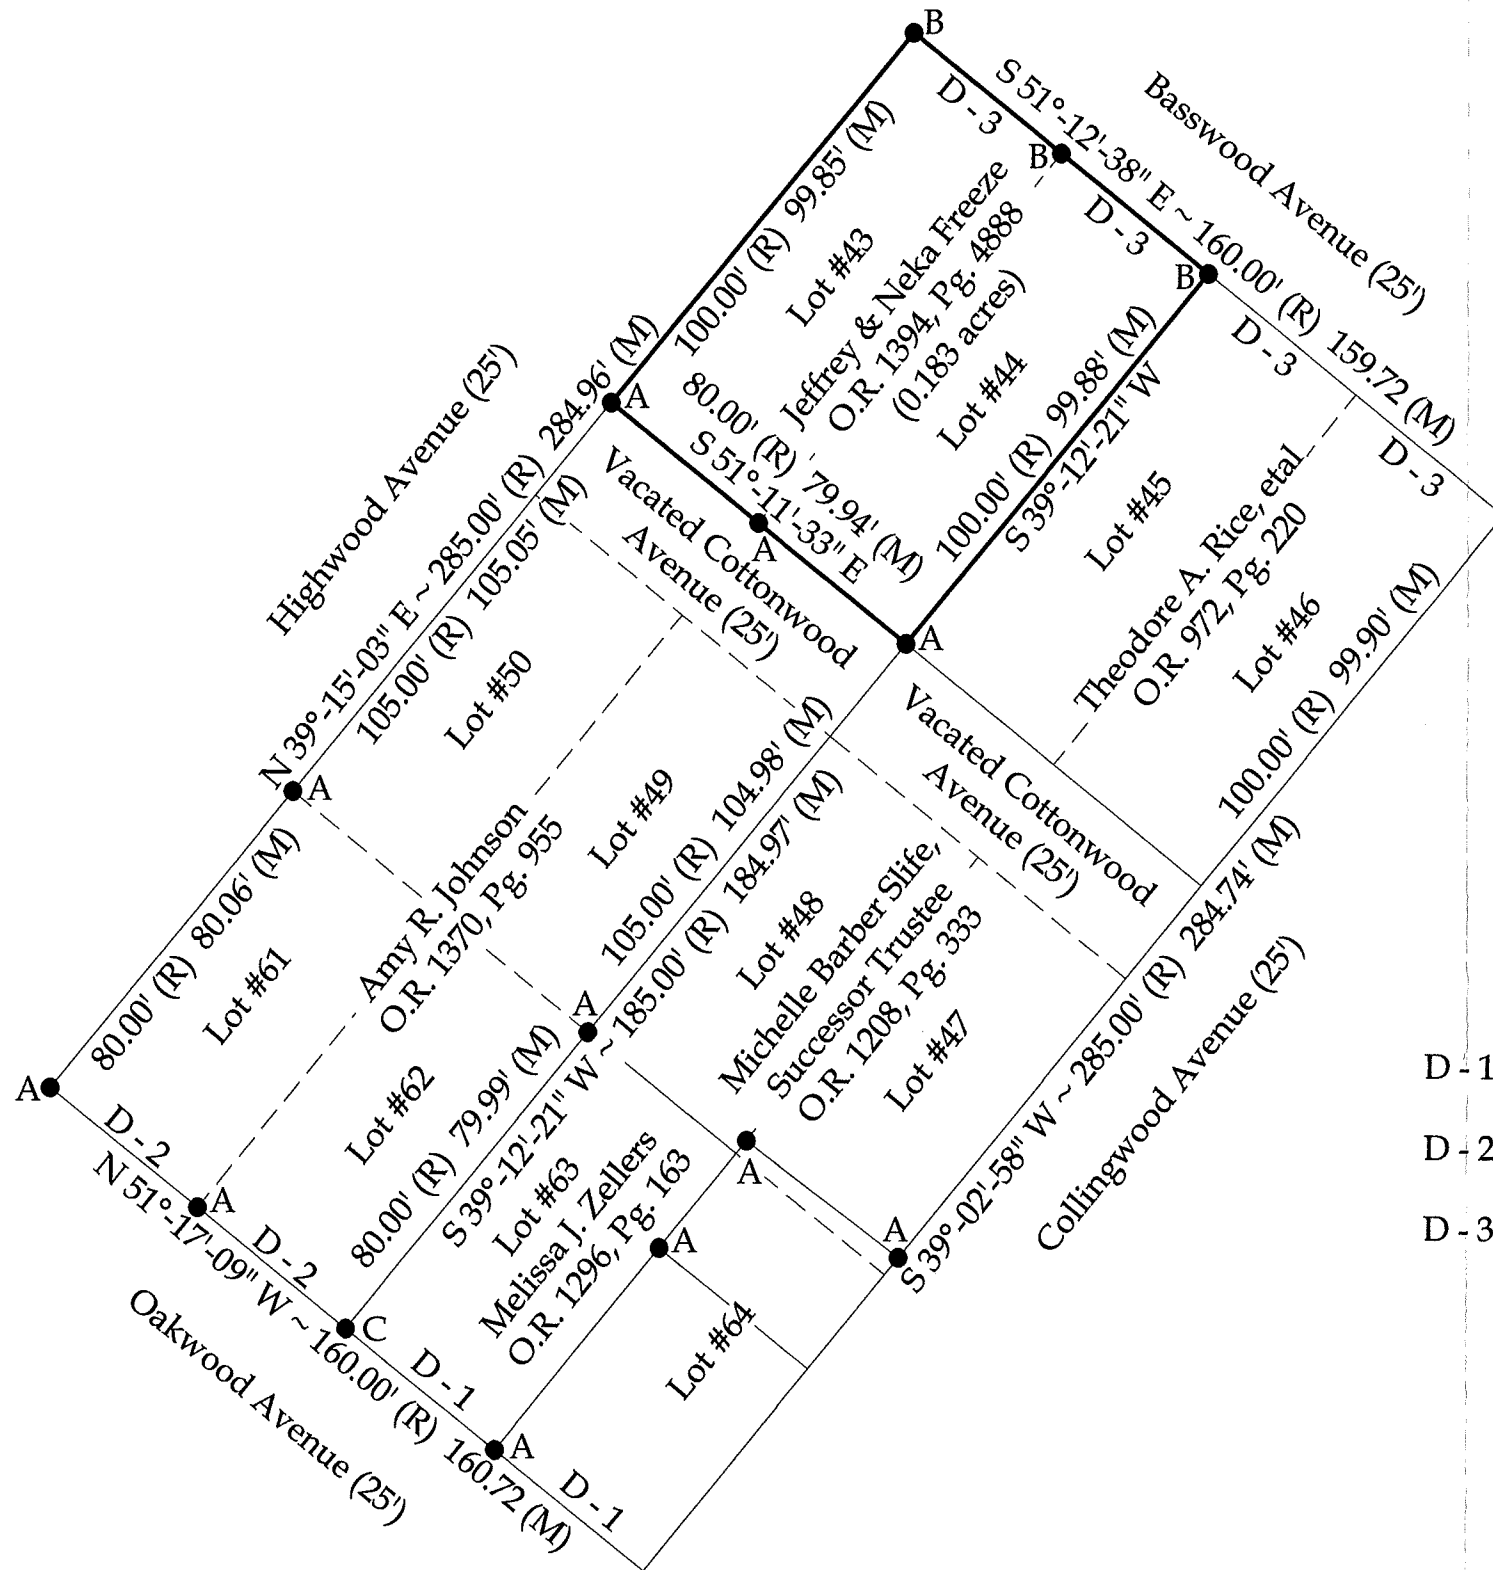 B
S 51°-12'-38" E ~ 160.00' (R) 159.72 (M)
Basswood Avenue (25')
D - 3
B
D - 3
B
D - 3
D - 3
100.00' (R) 99.85' (M)
Lot #43
Jeffrey & Neka Freeze
O.R. 1394, Pg. 4888
(0.183 acres)
Lot #44
80.00' (R) 79.94' (M)
S 51°-11'-33" E
100.00' (R) 99.88' (M)
S 39°-12'-21" W
A
A
A
Highwood Avenue (25')
N 39°-15'-03" E ~ 285.00' (R) 284.96' (M)
105.00' (R) 105.05' (M)
Vacated Cottonwood
Avenue (25')
Lot #45
Theodore A. Rice, etal
O.R. 972, Pg. 220
Lot #46
100.00' (R) 99.90' (M)
Vacated Cottonwood
Avenue (25')
Lot #50
Lot #49
A
80.00' (R) 80.06' (M)
Lot #61
Amy R. Johnson
O.R. 1370, Pg. 955
105.00' (R) 104.98' (M)
S 39°-12'-21" W ~ 185.00' (R) 184.97' (M)
Lot #48
Michelle Barber Slife,
Successor Trustee
O.R. 1208, Pg. 333
Lot #47
S 39°-02'-58" W ~ 285.00' (R) 284.74' (M)
Collingwood Avenue (25')
A
A
D - 2
A
D - 2
N 51°-17'-09" W ~ 160.00' (R) 160.72 (M)
Oakwood Avenue (25')
Lot #62
80.00' (R) 79.99' (M)
Lot #63
Melissa J. Zellers
O.R. 1296, Pg. 163
A
A
A
C
D - 1
A
D - 1
Lot #64
D - 1
D - 2
D - 3